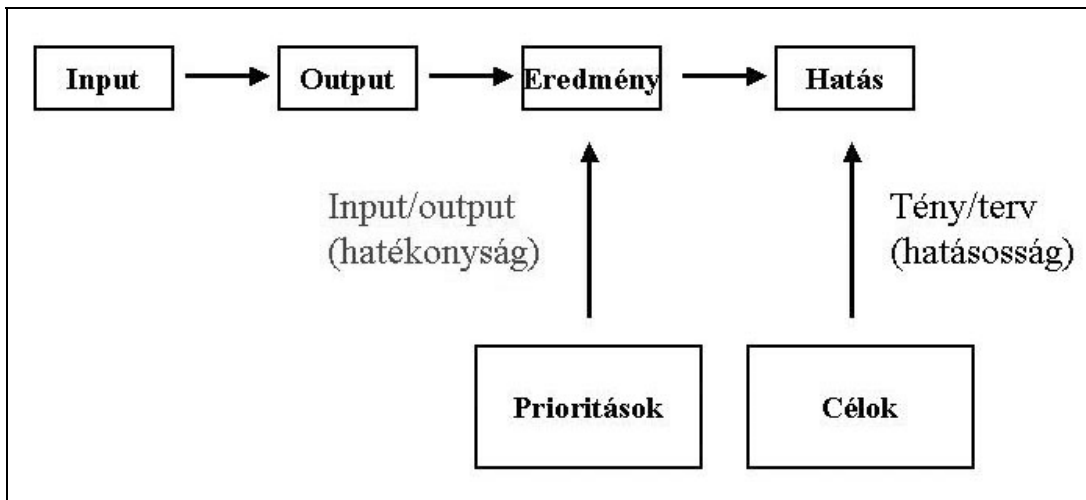 Input
Output
Eredmény
Hatás
Input/output
(hatékonyság)
Tény/terv
(hatásosság)
Prioritások
Célok